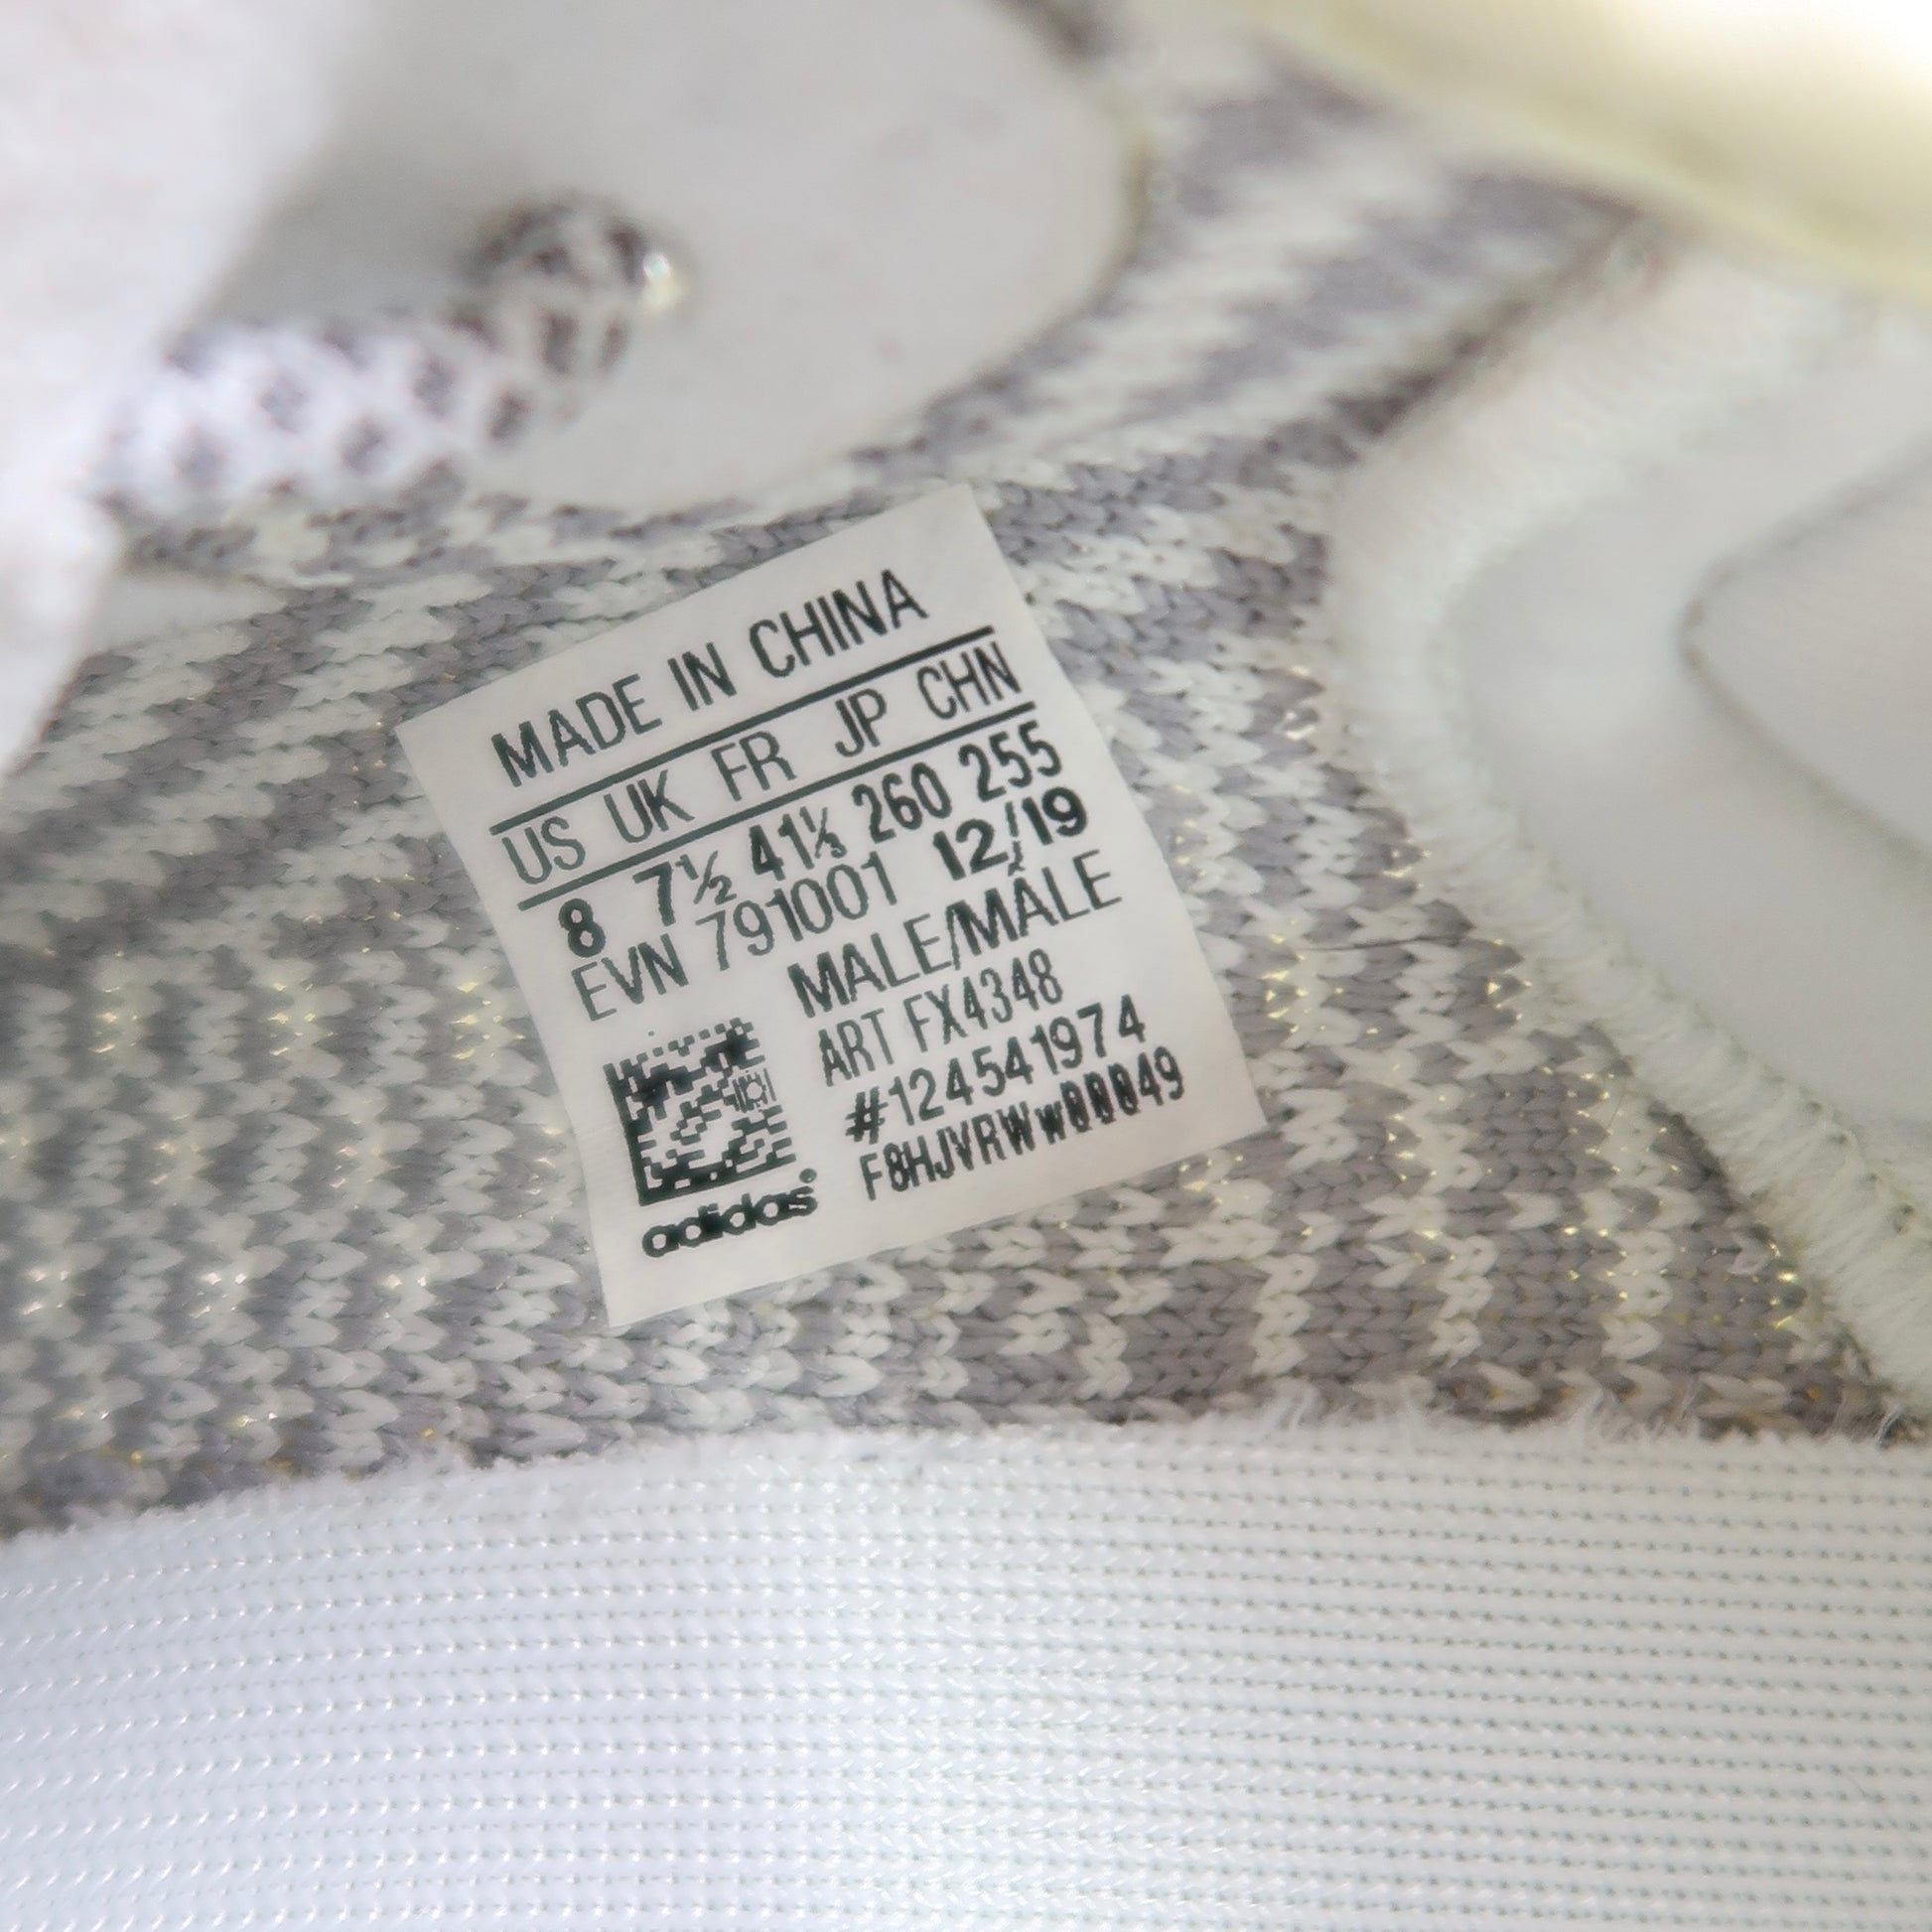 MADE IN CHINA
US UK FR JP CHN
8 7½ 41⅓ 260 255
EVN 791001 12/19
MALE/MÂLE
ART FX4348
#124541974
F8HJVRWw00049
adidas®